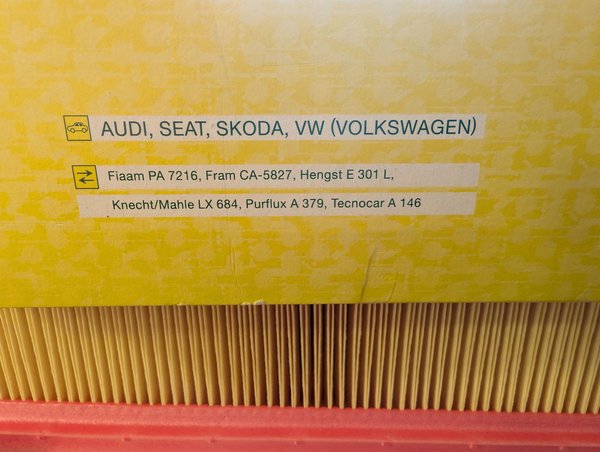 AUDI, SEAT, SKODA, VW (VOLKSWAGEN)
Fiaam PA 7216, Fram CA-5827, Hengst E 301 L,
Knecht/Mahle LX 684, Purflux A 379, Tecnocar A 146